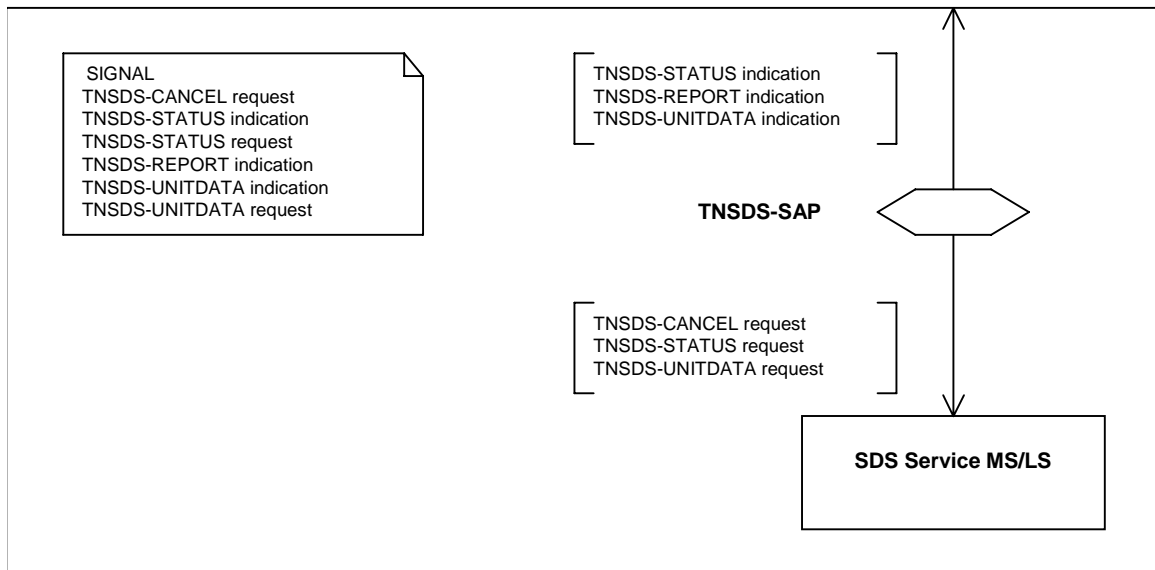 SIGNAL
TNSDS-CANCEL request
TNSDS-STATUS indication
TNSDS-STATUS request
TNSDS-REPORT indication
TNSDS-UNITDATA indication
TNSDS-UNITDATA request
TNSDS-STATUS indication
TNSDS-REPORT indication
TNSDS-UNITDATA indication
TNSDS-SAP
TNSDS-CANCEL request
TNSDS-STATUS request
TNSDS-UNITDATA request
SDS Service MS/LS